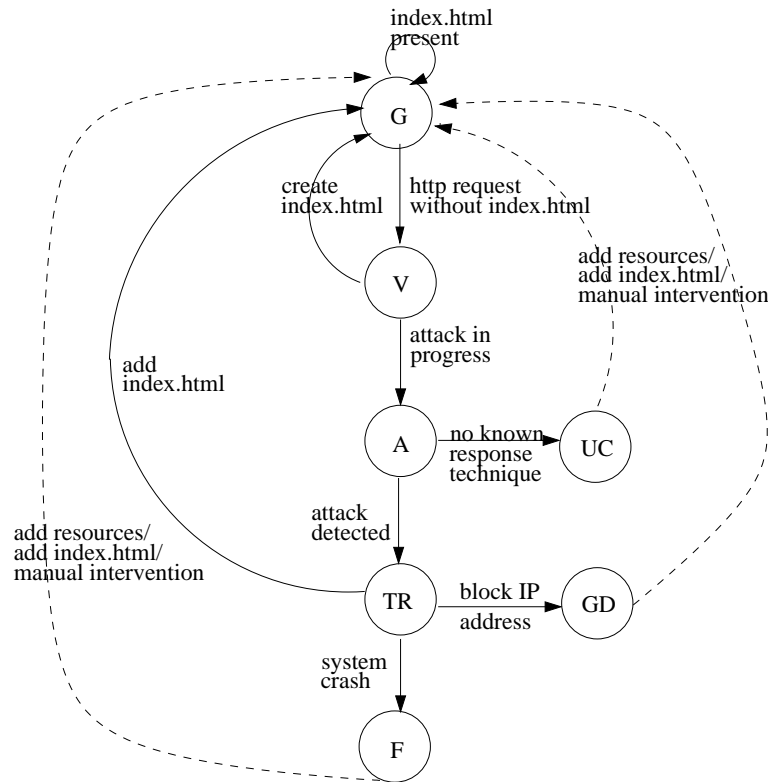 index.html
present
G
create
index.html
http request
without index.html
V
add resources/
add index.html/
manual intervention
attack in
progress
add
index.html
A
no known
response
technique
UC
attack
detected
add resources/
add index.html/
manual intervention
TR
block IP
address
GD
system
crash
F